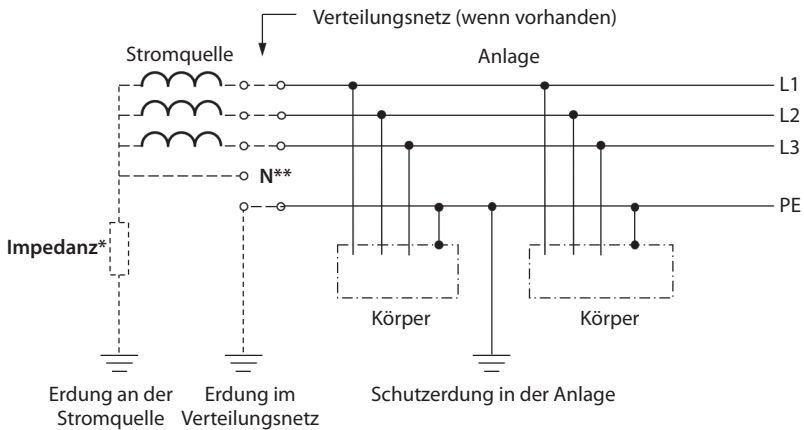 Verteilungsnetz (wenn vorhanden)
Stromquelle
Anlage
L1
L2
L3
N**
PE
Impedanz*
Körper
Körper
Erdung an der
Stromquelle
Erdung im
Verteilungsnetz
Schutzerdung in der Anlage